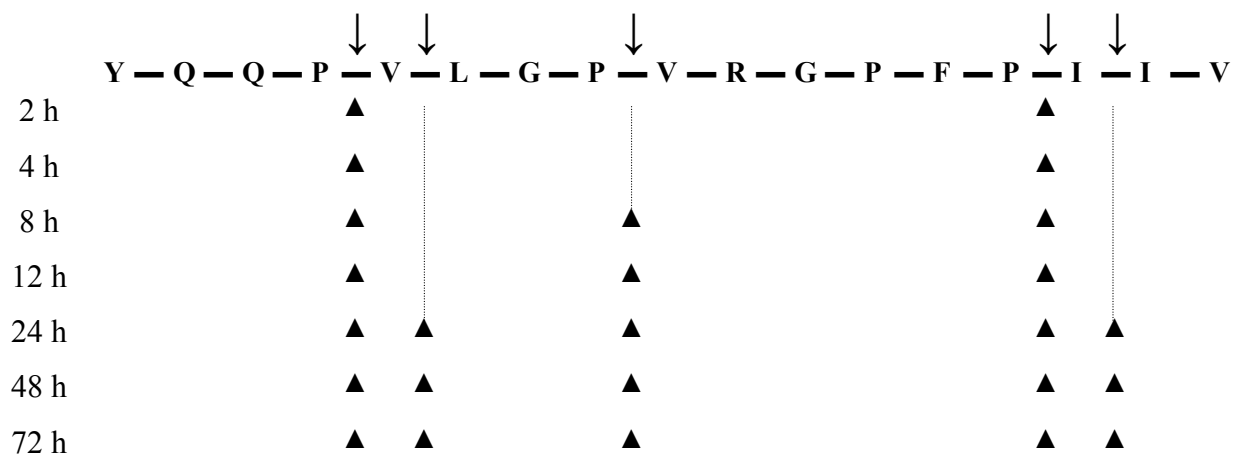 ↓ ↓ ↓ ↓ ↓
Y — Q — Q — P — V — L — G — P — V — R — G — P — F — P — I — I — V
2 h ▲ ▲
4 h ▲ ▲
8 h ▲ ▲ ▲
12 h ▲ ▲ ▲
24 h ▲ ▲ ▲ ▲ ▲
48 h ▲ ▲ ▲ ▲ ▲
72 h ▲ ▲ ▲ ▲ ▲